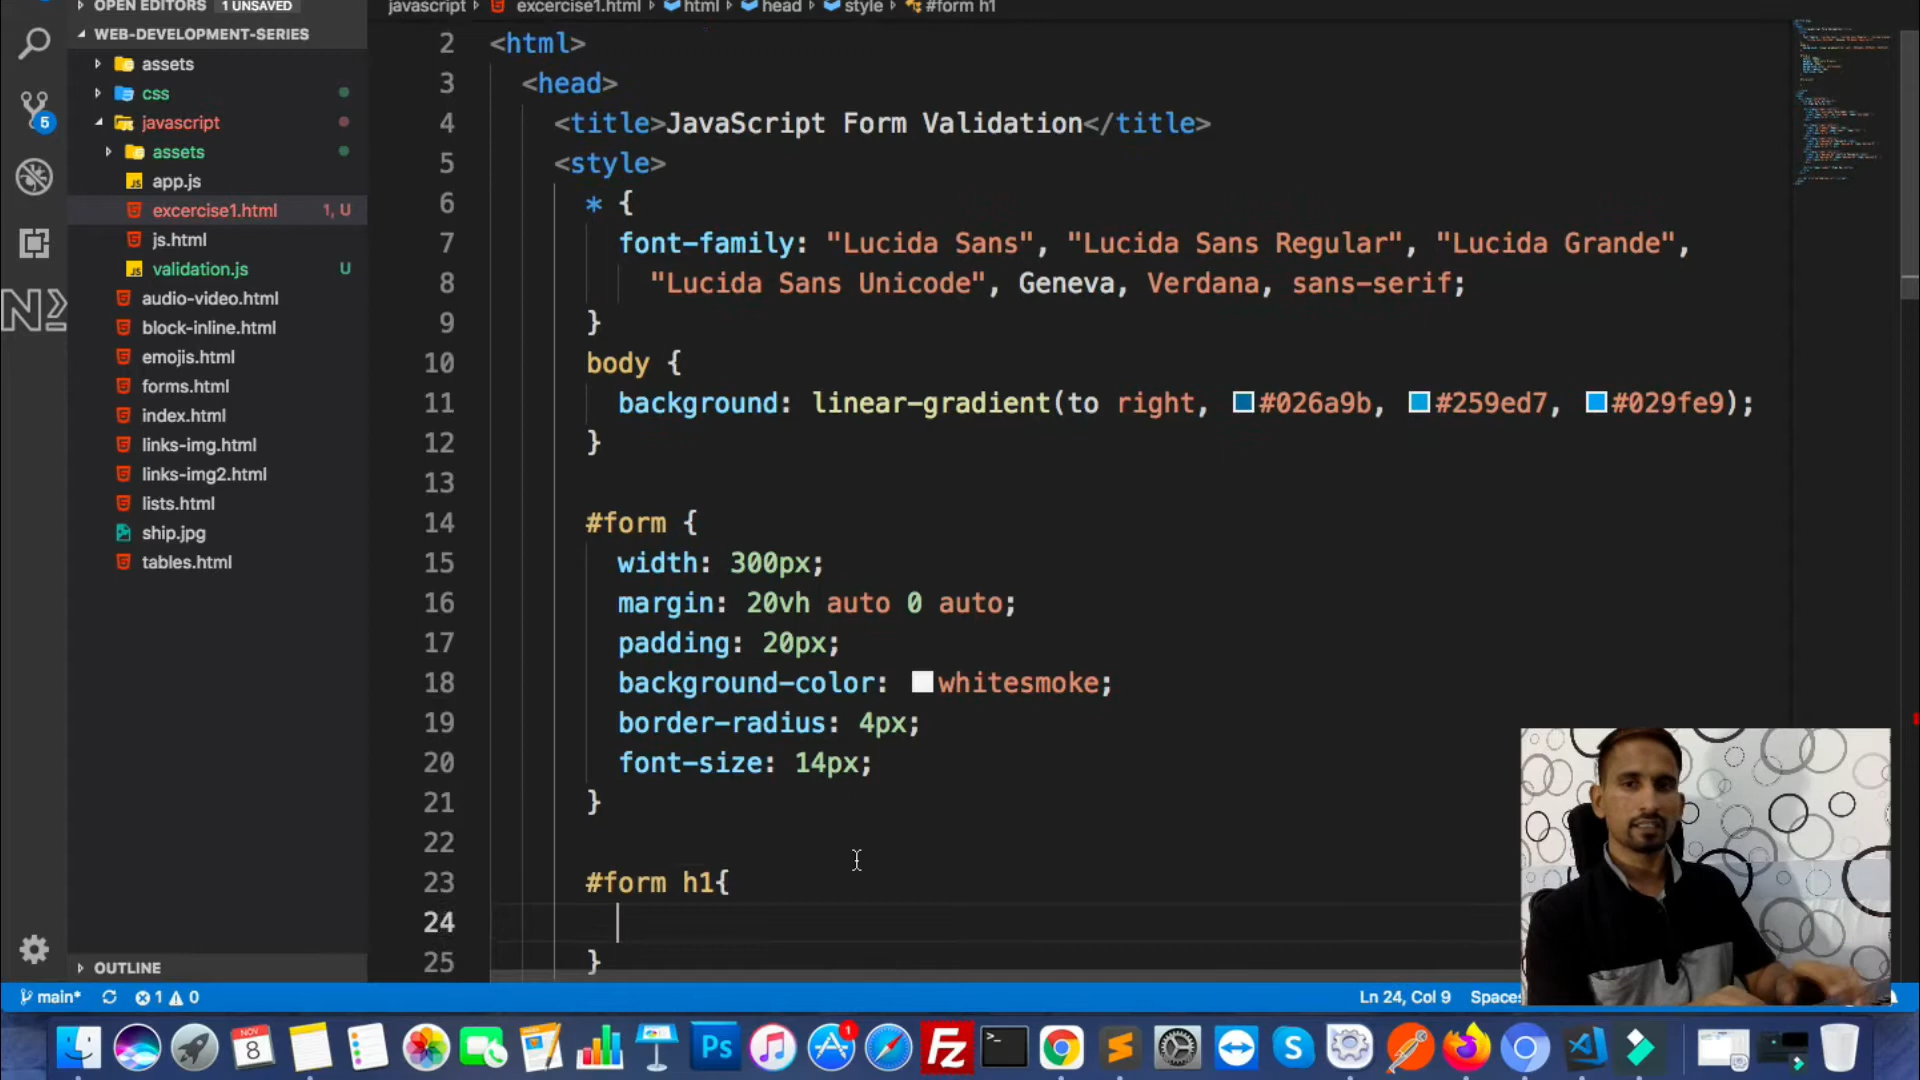 OPEN EDITORS 1 UNSAVED
WEB-DEVELOPMENT-SERIES
assets
css
javascript
assets
app.js
excercise1.html 1, U
js.html
validation.js U
audio-video.html
block-inline.html
emojis.html
forms.html
index.html
links-img.html
links-img2.html
lists.html
ship.jpg
tables.html
OUTLINE
5
javascript › excercise1.html › html › head › style › #form h1
2 <html>
3 <head>
4 <title>JavaScript Form Validation</title>
5 <style>
6 * {
7 font-family: "Lucida Sans", "Lucida Sans Regular", "Lucida Grande",
8 "Lucida Sans Unicode", Geneva, Verdana, sans-serif;
9 }
10 body {
11 background: linear-gradient(to right, #026a9b, #259ed7, #029fe9);
12 }
13
14 #form {
15 width: 300px;
16 margin: 20vh auto 0 auto;
17 padding: 20px;
18 background-color: whitesmoke;
19 border-radius: 4px;
20 font-size: 14px;
21 }
22
23 #form h1{
24
25 }
main* 1 0 Ln 24, Col 9
NOV
8
Ps
1
Fz
>_
S